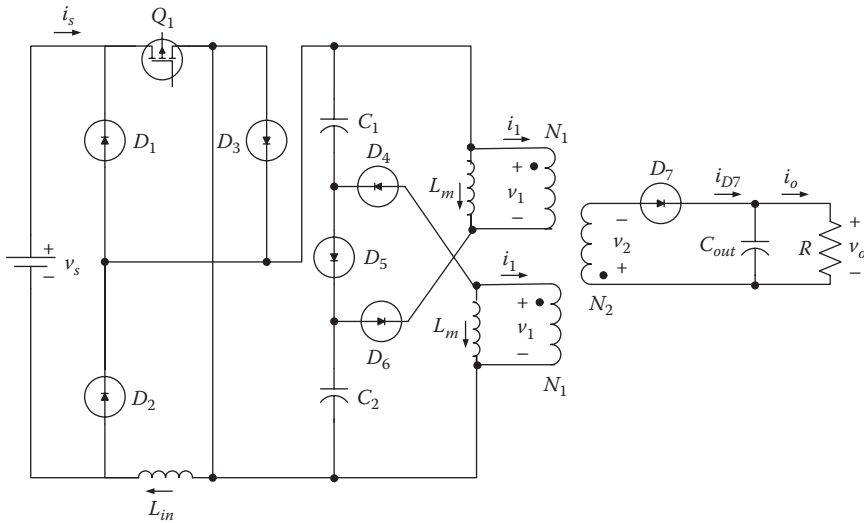 i_s
Q_1
C_1
i_1
N_1
D_1
D_3
D_4
D_7
i_D7
i_o
L_m
+
v_1
−
+
v_s
−
D_5
−
v_2
+
C_out
R
+
v_o
−
i_1
N_2
L_m
+
v_1
−
D_6
D_2
C_2
N_1
L_in